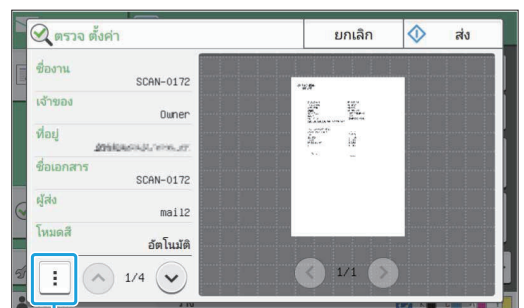 ตรวจ ตั้งค่า
ยกเลิก
ส่ง
ชื่องาน
SCAN-0172
เจ้าของ
Owner
ที่อยู่
ชื่อเอกสาร
SCAN-0172
ผู้ส่ง
mail2
โหมดสี
อัตโนมัติ
1/4
1/1